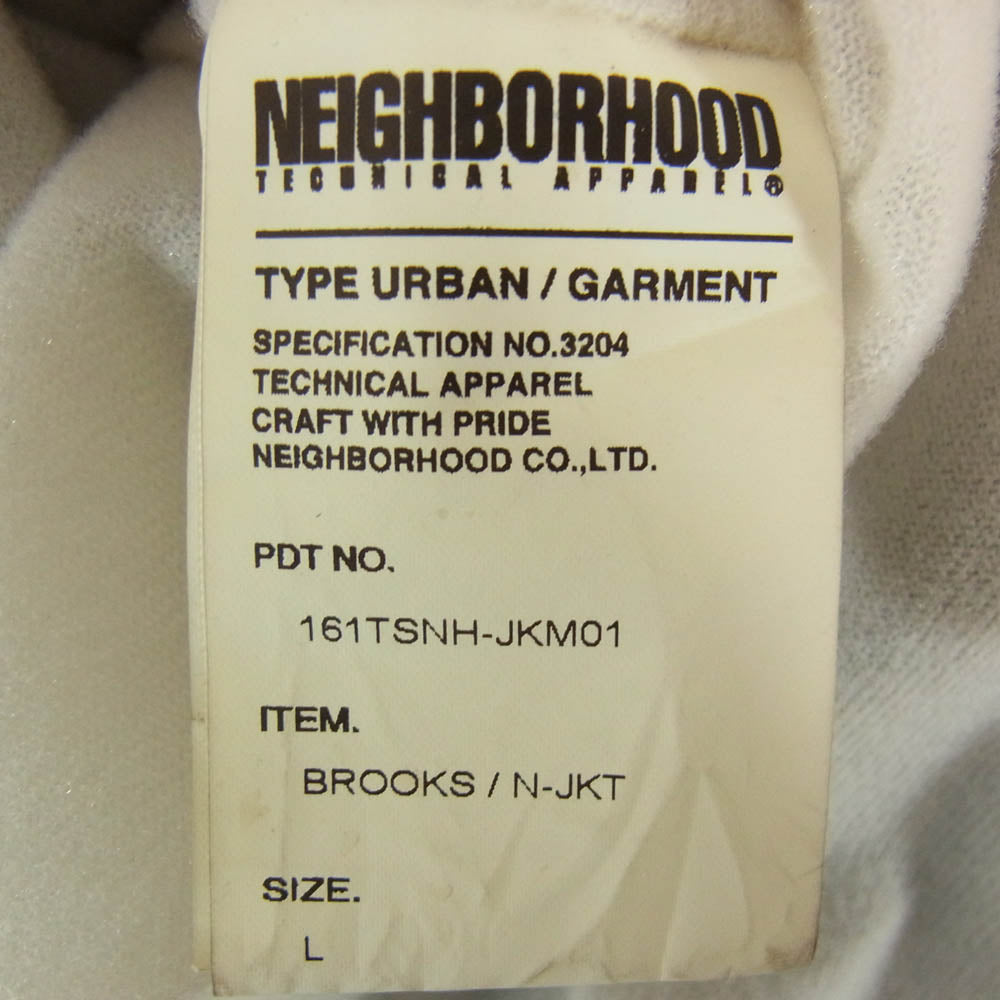 NEIGHBORHOOD
TECHNICAL APPAREL®
TYPE URBAN / GARMENT
SPECIFICATION NO.3204
TECHNICAL APPAREL
CRAFT WITH PRIDE
NEIGHBORHOOD CO.,LTD.
PDT NO.
161TSNH-JKM01
ITEM.
BROOKS / N-JKT
SIZE.
L